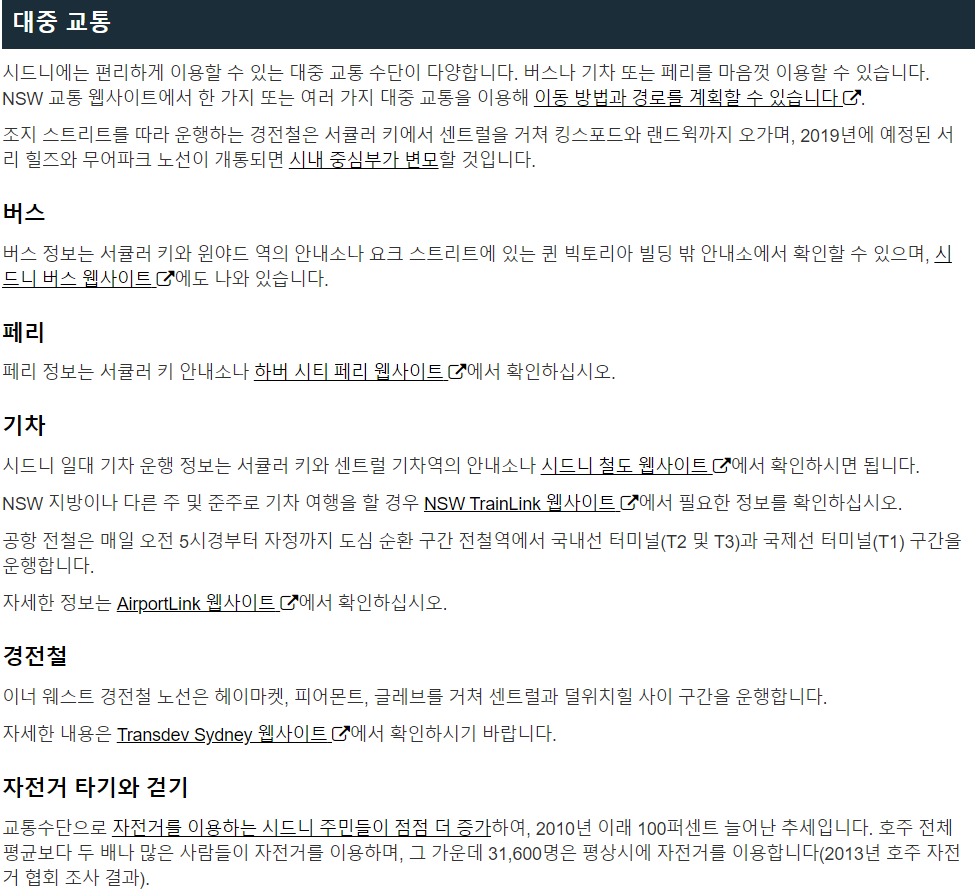 대중 교통
시드니에는 편리하게 이용할 수 있는 대중 교통 수단이 다양합니다. 버스나 기차 또는 페리를 마음껏 이용할 수 있습니다.
NSW 교통 웹사이트에서 한 가지 또는 여러 가지 대중 교통을 이용해 이동 방법과 경로를 계획할 수 있습니다.
조지 스트리트를 따라 운행하는 경전철은 서큘러 키에서 센트럴을 거쳐 킹스포드와 랜드윅까지 오가며, 2019년에 예정된 서
리 힐즈와 무어파크 노선이 개통되면 시내 중심부가 변모할 것입니다.
버스
버스 정보는 서큘러 키와 윈야드 역의 안내소나 요크 스트리트에 있는 퀸 빅토리아 빌딩 밖 안내소에서 확인할 수 있으며, 시
드니 버스 웹사이트에도 나와 있습니다.
페리
페리 정보는 서큘러 키 안내소나 하버 시티 페리 웹사이트에서 확인하십시오.
기차
시드니 일대 기차 운행 정보는 서큘러 키와 센트럴 기차역의 안내소나 시드니 철도 웹사이트에서 확인하시면 됩니다.
NSW 지방이나 다른 주 및 준주로 기차 여행을 할 경우 NSW TrainLink 웹사이트에서 필요한 정보를 확인하십시오.
공항 전철은 매일 오전 5시경부터 자정까지 도심 순환 구간 전철역에서 국내선 터미널(T2 및 T3)과 국제선 터미널(T1) 구간을
운행합니다.
자세한 정보는 AirportLink 웹사이트에서 확인하십시오.
경전철
이너 웨스트 경전철 노선은 헤이마켓, 피어몬트, 글레브를 거쳐 센트럴과 덜위치힐 사이 구간을 운행합니다.
자세한 내용은 Transdev Sydney 웹사이트에서 확인하시기 바랍니다.
자전거 타기와 걷기
교통수단으로 자전거를 이용하는 시드니 주민들이 점점 더 증가하여, 2010년 이래 100퍼센트 늘어난 추세입니다. 호주 전체
평균보다 두 배나 많은 사람들이 자전거를 이용하며, 그 가운데 31,600명은 평상시에 자전거를 이용합니다(2013년 호주 자전
거 협회 조사 결과).